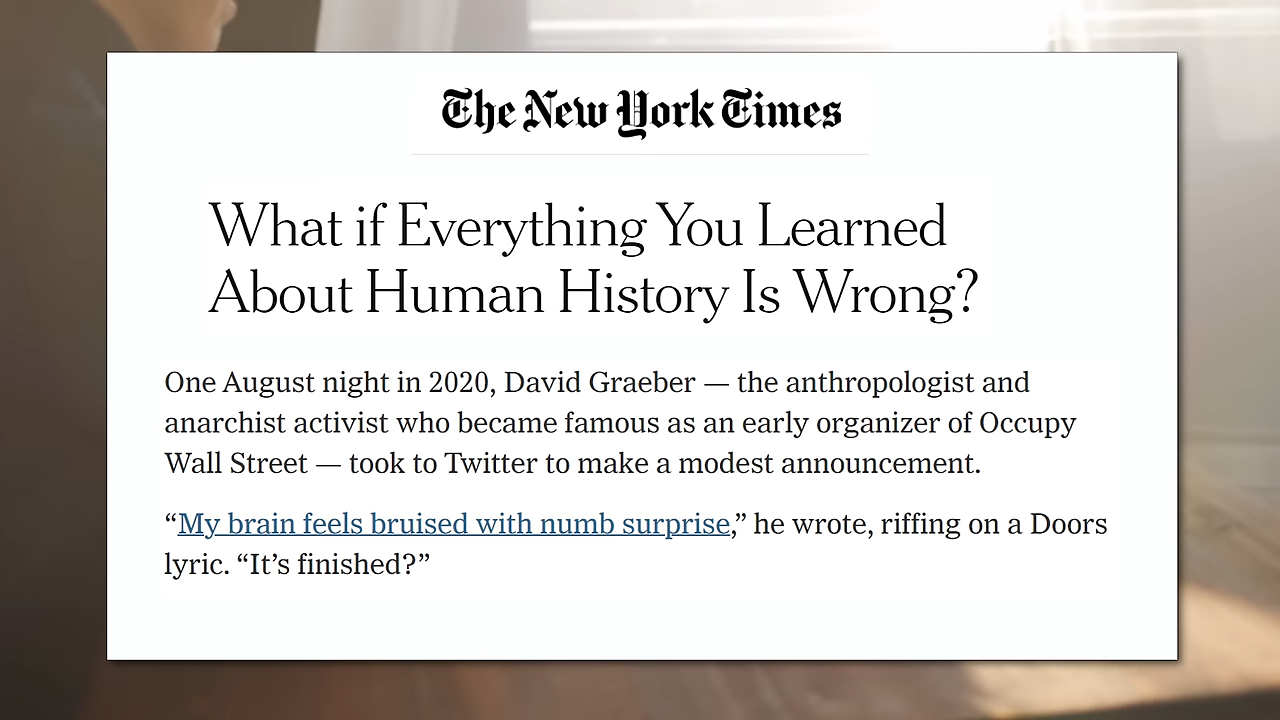 The New York Times
What if Everything You Learned
About Human History Is Wrong?
One August night in 2020, David Graeber — the anthropologist and
anarchist activist who became famous as an early organizer of Occupy
Wall Street — took to Twitter to make a modest announcement.
“My brain feels bruised with numb surprise,” he wrote, riffing on a Doors
lyric. “It’s finished?”